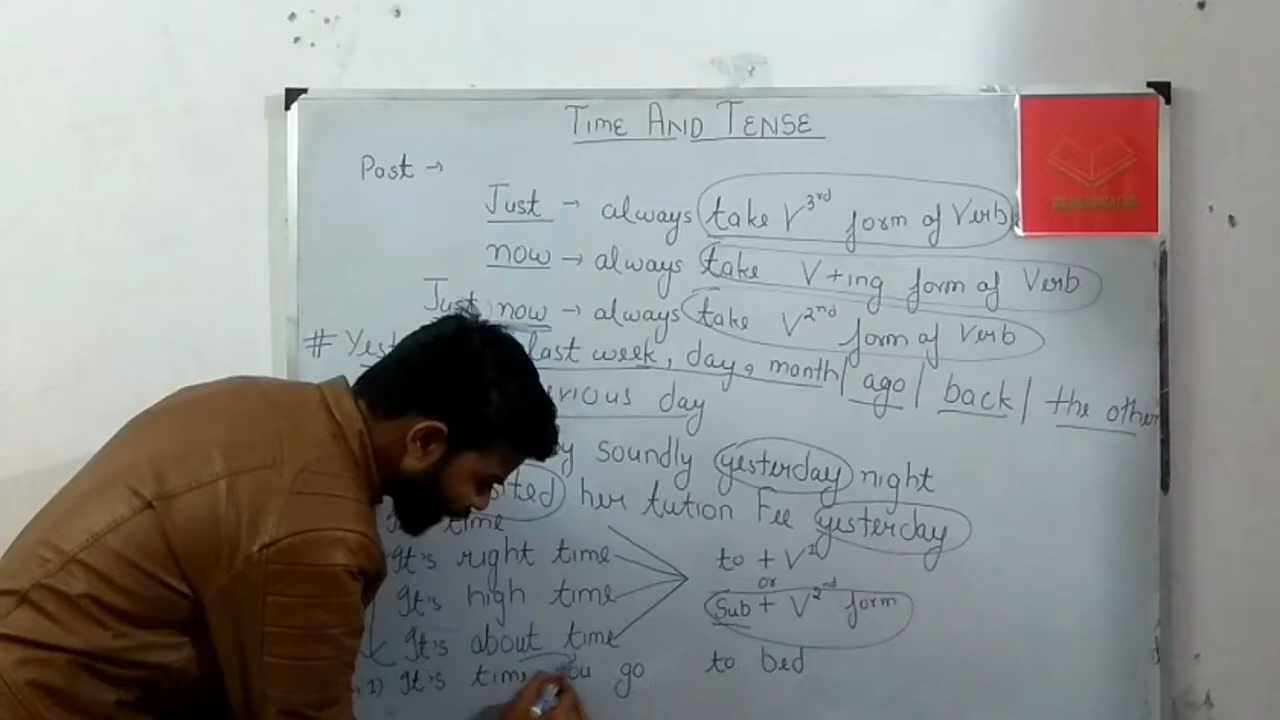 TIME AND TENSE
Past →
Just → always take V3rd form of Verb
now → always take V+ing form of Verb
Just now → always take V2nd form of Verb
# last week, day, month/ ago/ back/ the other
day
soundly yesterday night
her tution Fee yesterday
time
It's right time to + V1
or
It's high time Sub + V2nd form
It's about time
1) It's time you go to bed